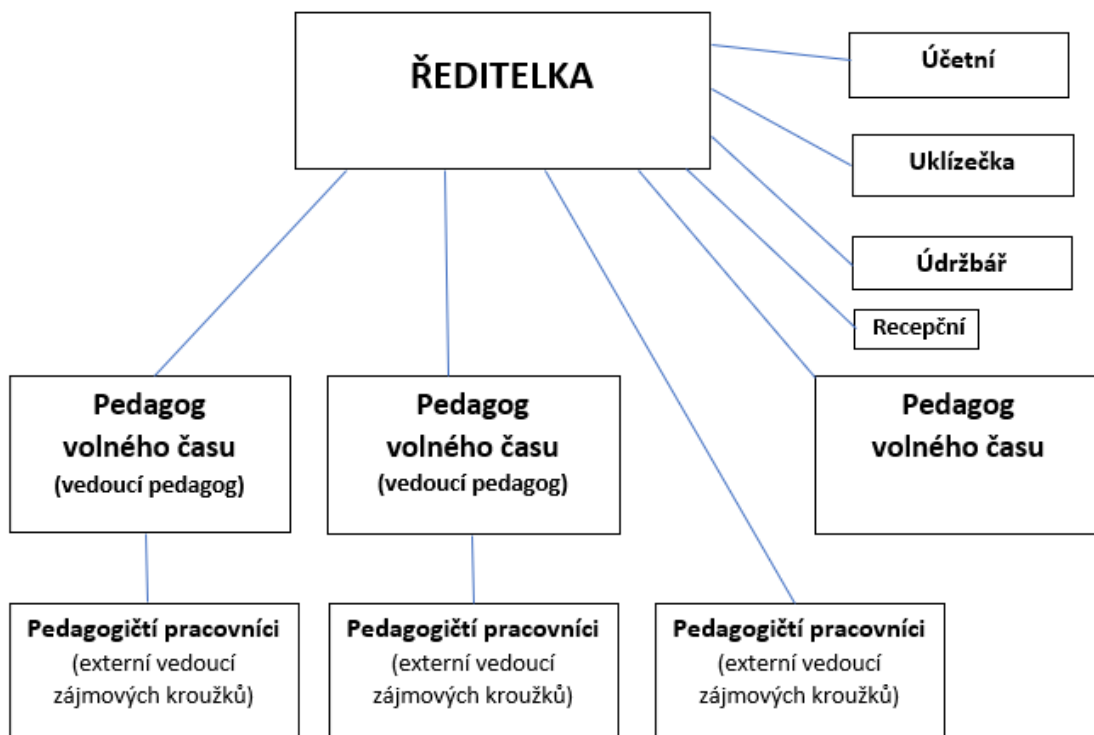 ŘEDITELKA
Účetní
Uklízečka
Údržbář
Recepční
Pedagog
volného času
(vedoucí pedagog)
Pedagog
volného času
(vedoucí pedagog)
Pedagog
volného času
Pedagogičtí pracovníci
(externí vedoucí
zájmových kroužků)
Pedagogičtí pracovníci
(externí vedoucí
zájmových kroužků)
Pedagogičtí pracovníci
(externí vedoucí
zájmových kroužků)